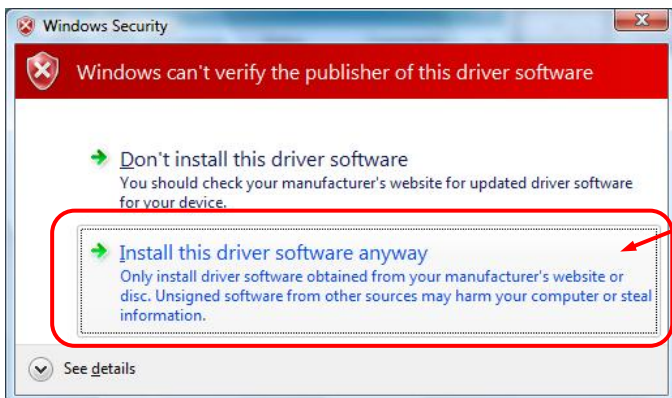 Windows Security
Windows can't verify the publisher of this driver software
Don't install this driver software
You should check your manufacturer's website for updated driver software
for your device.
Install this driver software anyway
Only install driver software obtained from your manufacturer's website or
disc. Unsigned software from other sources may harm your computer or steal
information.
See details